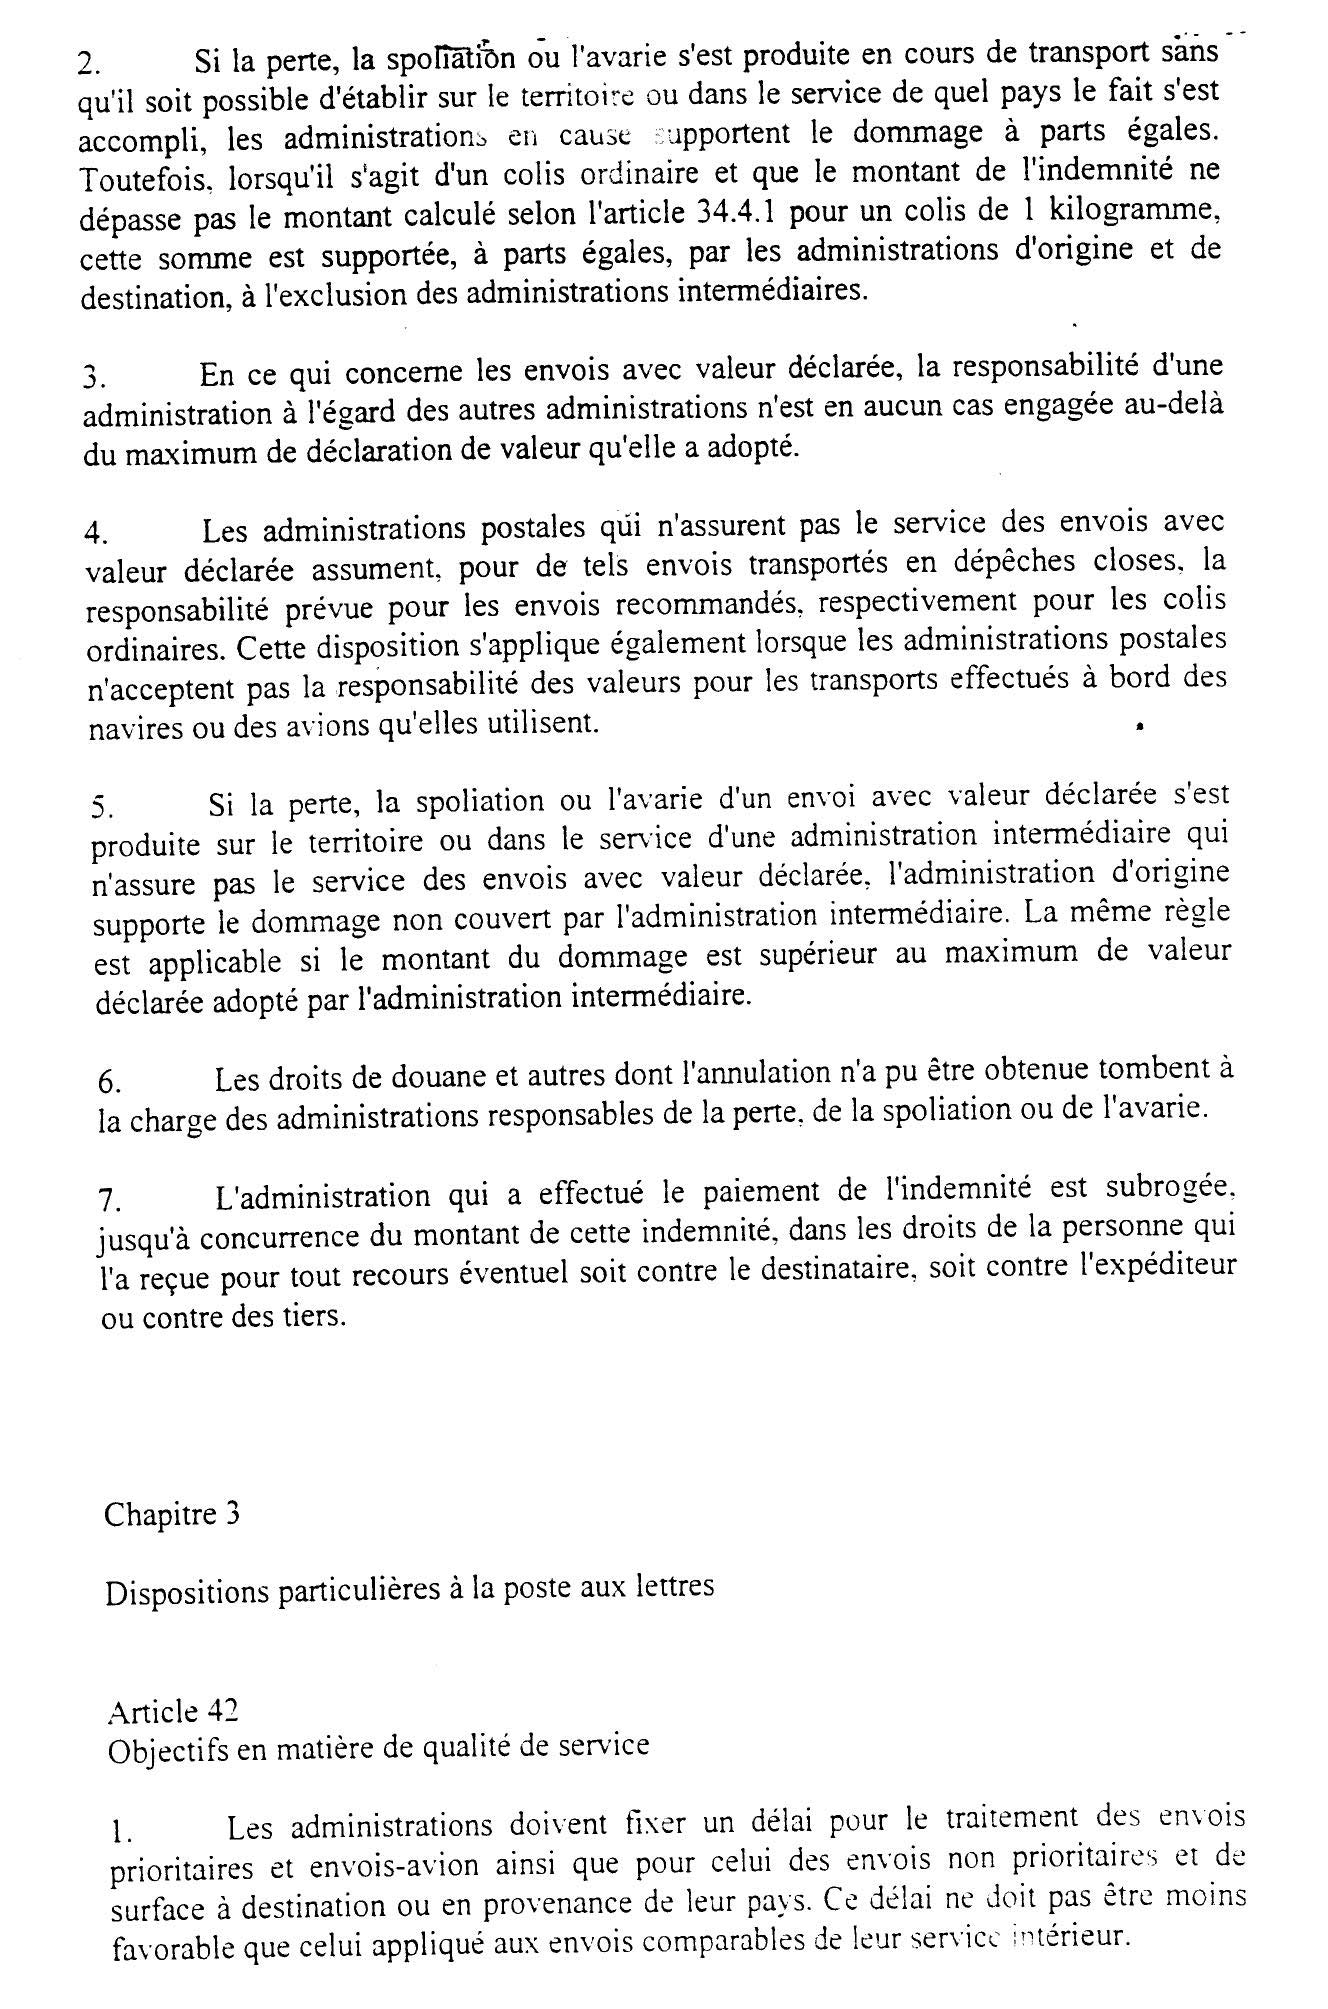 2. Si la perte, la spoliation ou l'avarie s'est produite en cours de transport sans
qu'il soit possible d'établir sur le territoire ou dans le service de quel pays le fait s'est
accompli, les administrations en cause supportent le dommage à parts égales.
Toutefois, lorsqu'il s'agit d'un colis ordinaire et que le montant de l'indemnité ne
dépasse pas le montant calculé selon l'article 34.4.1 pour un colis de 1 kilogramme,
cette somme est supportée, à parts égales, par les administrations d'origine et de
destination, à l'exclusion des administrations intermédiaires.
3. En ce qui concerne les envois avec valeur déclarée, la responsabilité d'une
administration à l'égard des autres administrations n'est en aucun cas engagée au-delà
du maximum de déclaration de valeur qu'elle a adopté.
4. Les administrations postales qui n'assurent pas le service des envois avec
valeur déclarée assument, pour de tels envois transportés en dépêches closes, la
responsabilité prévue pour les envois recommandés, respectivement pour les colis
ordinaires. Cette disposition s'applique également lorsque les administrations postales
n'acceptent pas la responsabilité des valeurs pour les transports effectués à bord des
navires ou des avions qu'elles utilisent.
5. Si la perte, la spoliation ou l'avarie d'un envoi avec valeur déclarée s'est
produite sur le territoire ou dans le service d'une administration intermédiaire qui
n'assure pas le service des envois avec valeur déclarée, l'administration d'origine
supporte le dommage non couvert par l'administration intermédiaire. La même règle
est applicable si le montant du dommage est supérieur au maximum de valeur
déclarée adopté par l'administration intermédiaire.
6. Les droits de douane et autres dont l'annulation n'a pu être obtenue tombent à
la charge des administrations responsables de la perte, de la spoliation ou de l'avarie.
7. L'administration qui a effectué le paiement de l'indemnité est subrogée,
jusqu'à concurrence du montant de cette indemnité, dans les droits de la personne qui
l'a reçue pour tout recours éventuel soit contre le destinataire, soit contre l'expéditeur
ou contre des tiers.
Chapitre 3
Dispositions particulières à la poste aux lettres
Article 42
Objectifs en matière de qualité de service
1. Les administrations doivent fixer un délai pour le traitement des envois
prioritaires et envois-avion ainsi que pour celui des envois non prioritaires et de
surface à destination ou en provenance de leur pays. Ce délai ne doit pas être moins
favorable que celui appliqué aux envois comparables de leur service intérieur.